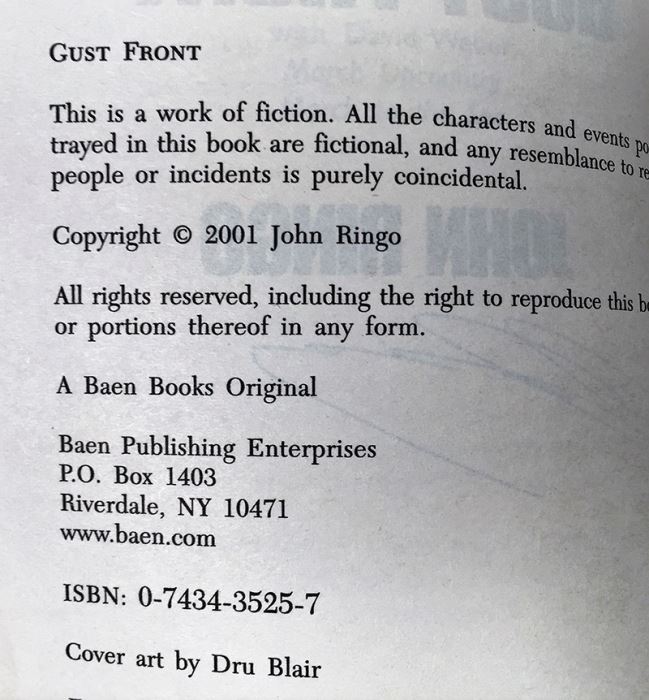 GUST FRONT
This is a work of fiction. All the characters and events po
trayed in this book are fictional, and any resemblance to re
people or incidents is purely coincidental.
Copyright © 2001 John Ringo
All rights reserved, including the right to reproduce this bo
or portions thereof in any form.
A Baen Books Original
Baen Publishing Enterprises
P.O. Box 1403
Riverdale, NY 10471
www.baen.com
ISBN: 0-7434-3525-7
Cover art by Dru Blair